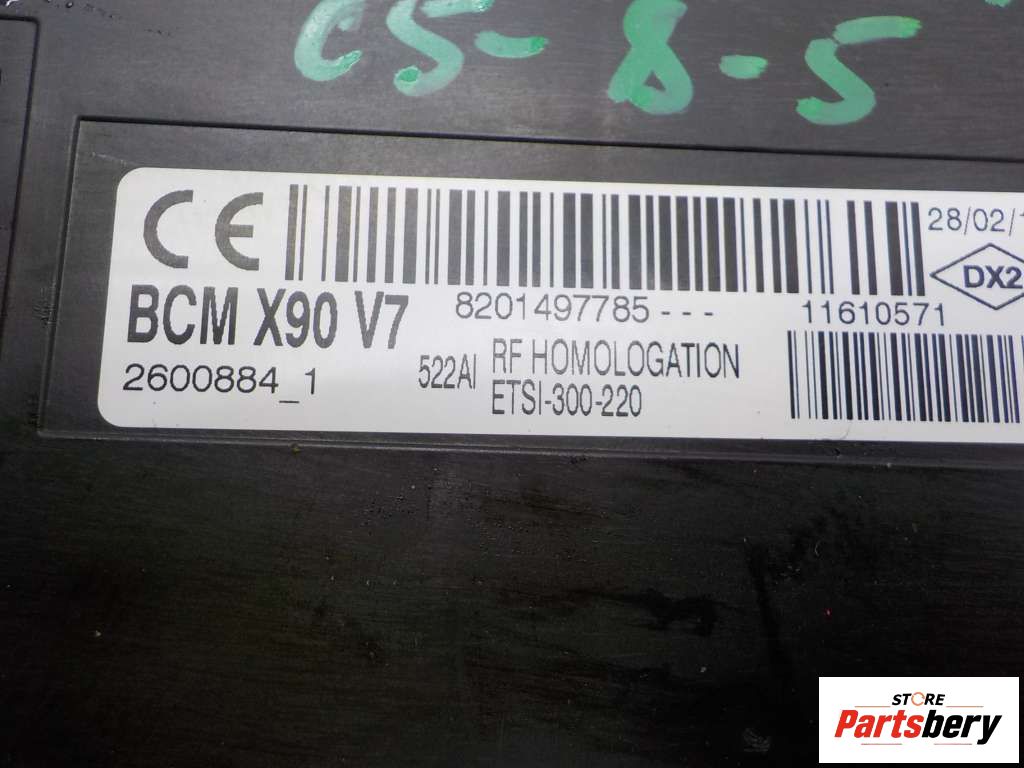 C5-8-5
CE
28/02/1
DX2
BCM X90 V7
8201497785---
11610571
2600884_1
522AI
RF HOMOLOGATION
ETSI-300-220
STORE
Partsbery